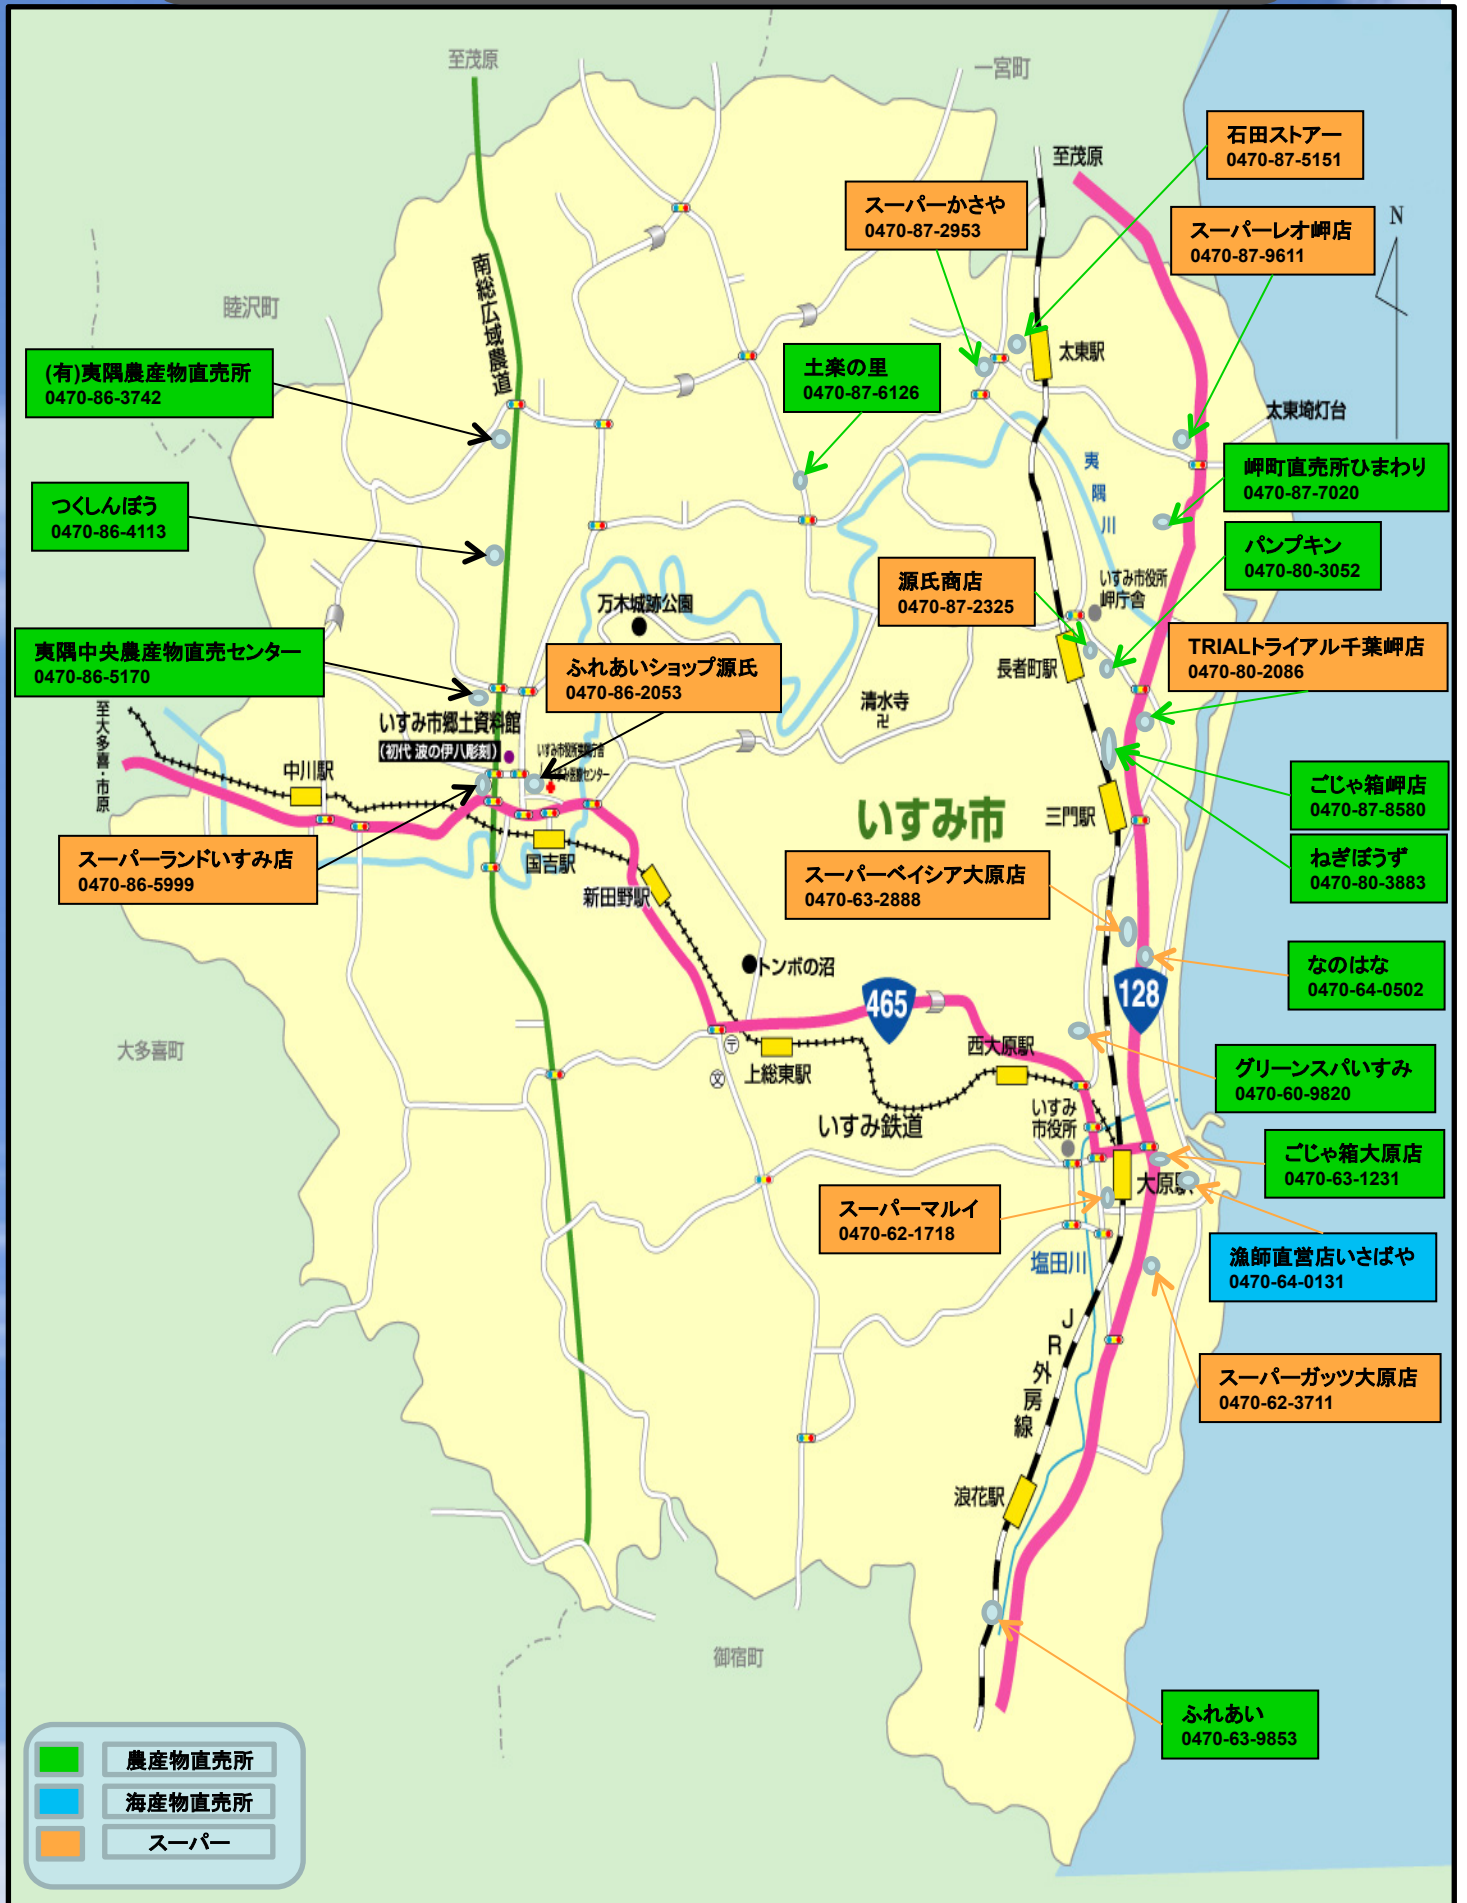 至茂原
一宮町
石田ストアー
0470-87-5151
至茂原
スーパーかさや
0470-87-2953
スーパーレオ岬店
0470-87-9611
N
南総広域農道
睦沢町
太東駅
(有)夷隅農産物直売所
0470-86-3742
土楽の里
0470-87-6126
太東埼灯台
夷隅川
岬町直売所ひまわり
0470-87-7020
つくしんぼう
0470-86-4113
パンプキン
0470-80-3052
源氏商店
0470-87-2325
いすみ市役所
岬庁舎
万木城跡公園
夷隅中央農産物直売センター
0470-86-5170
ふれあいショップ源氏
0470-86-2053
長者町駅
TRIALトライアル千葉岬店
0470-80-2086
清水寺
卍
至大多喜・市原
いすみ市郷土資料館
(初代 波の伊八彫刻)
中川駅
ごじゃ箱岬店
0470-87-8580
いすみ市
三門駅
スーパーランドいすみ店
0470-86-5999
国吉駅
新田野駅
スーパーベイシア大原店
0470-63-2888
ねぎぼうず
0470-80-3883
トンボの沼
なのはな
0470-64-0502
465
128
大多喜町
〒
文
上総東駅
西大原駅
グリーンスパいすみ
0470-60-9820
いすみ鉄道
いすみ
市役所
ごじゃ箱大原店
0470-63-1231
大原駅
スーパーマルイ
0470-62-1718
塩田川
漁師直営店いさばや
0470-64-0131
JR外房線
スーパーガッツ大原店
0470-62-3711
浪花駅
御宿町
ふれあい
0470-63-9853
農産物直売所
海産物直売所
スーパー